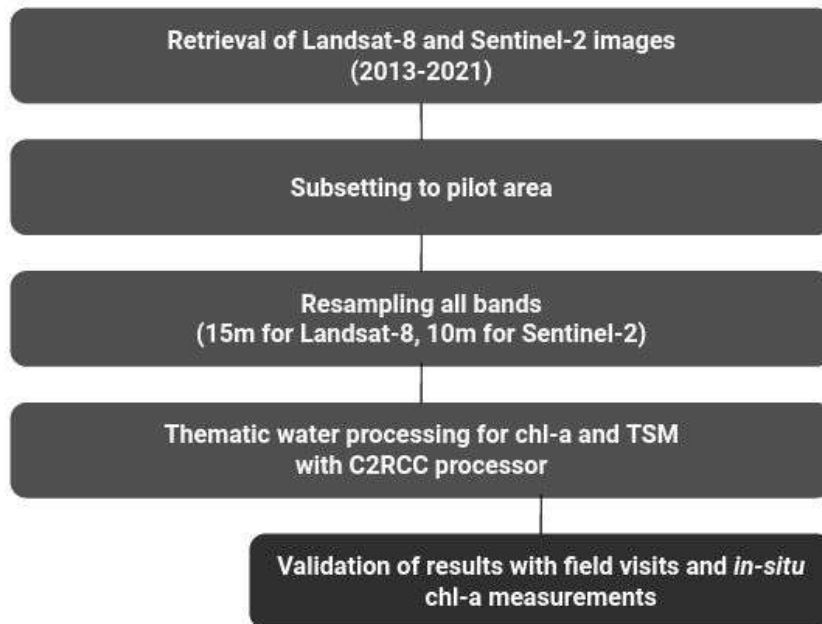 Retrieval of Landsat-8 and Sentinel-2 images
(2013-2021)
Subsetting to pilot area
Resampling all bands
(15m for Landsat-8, 10m for Sentinel-2)
Thematic water processing for chl-a and TSM
with C2RCC processor
Validation of results with field visits and in-situ
chl-a measurements